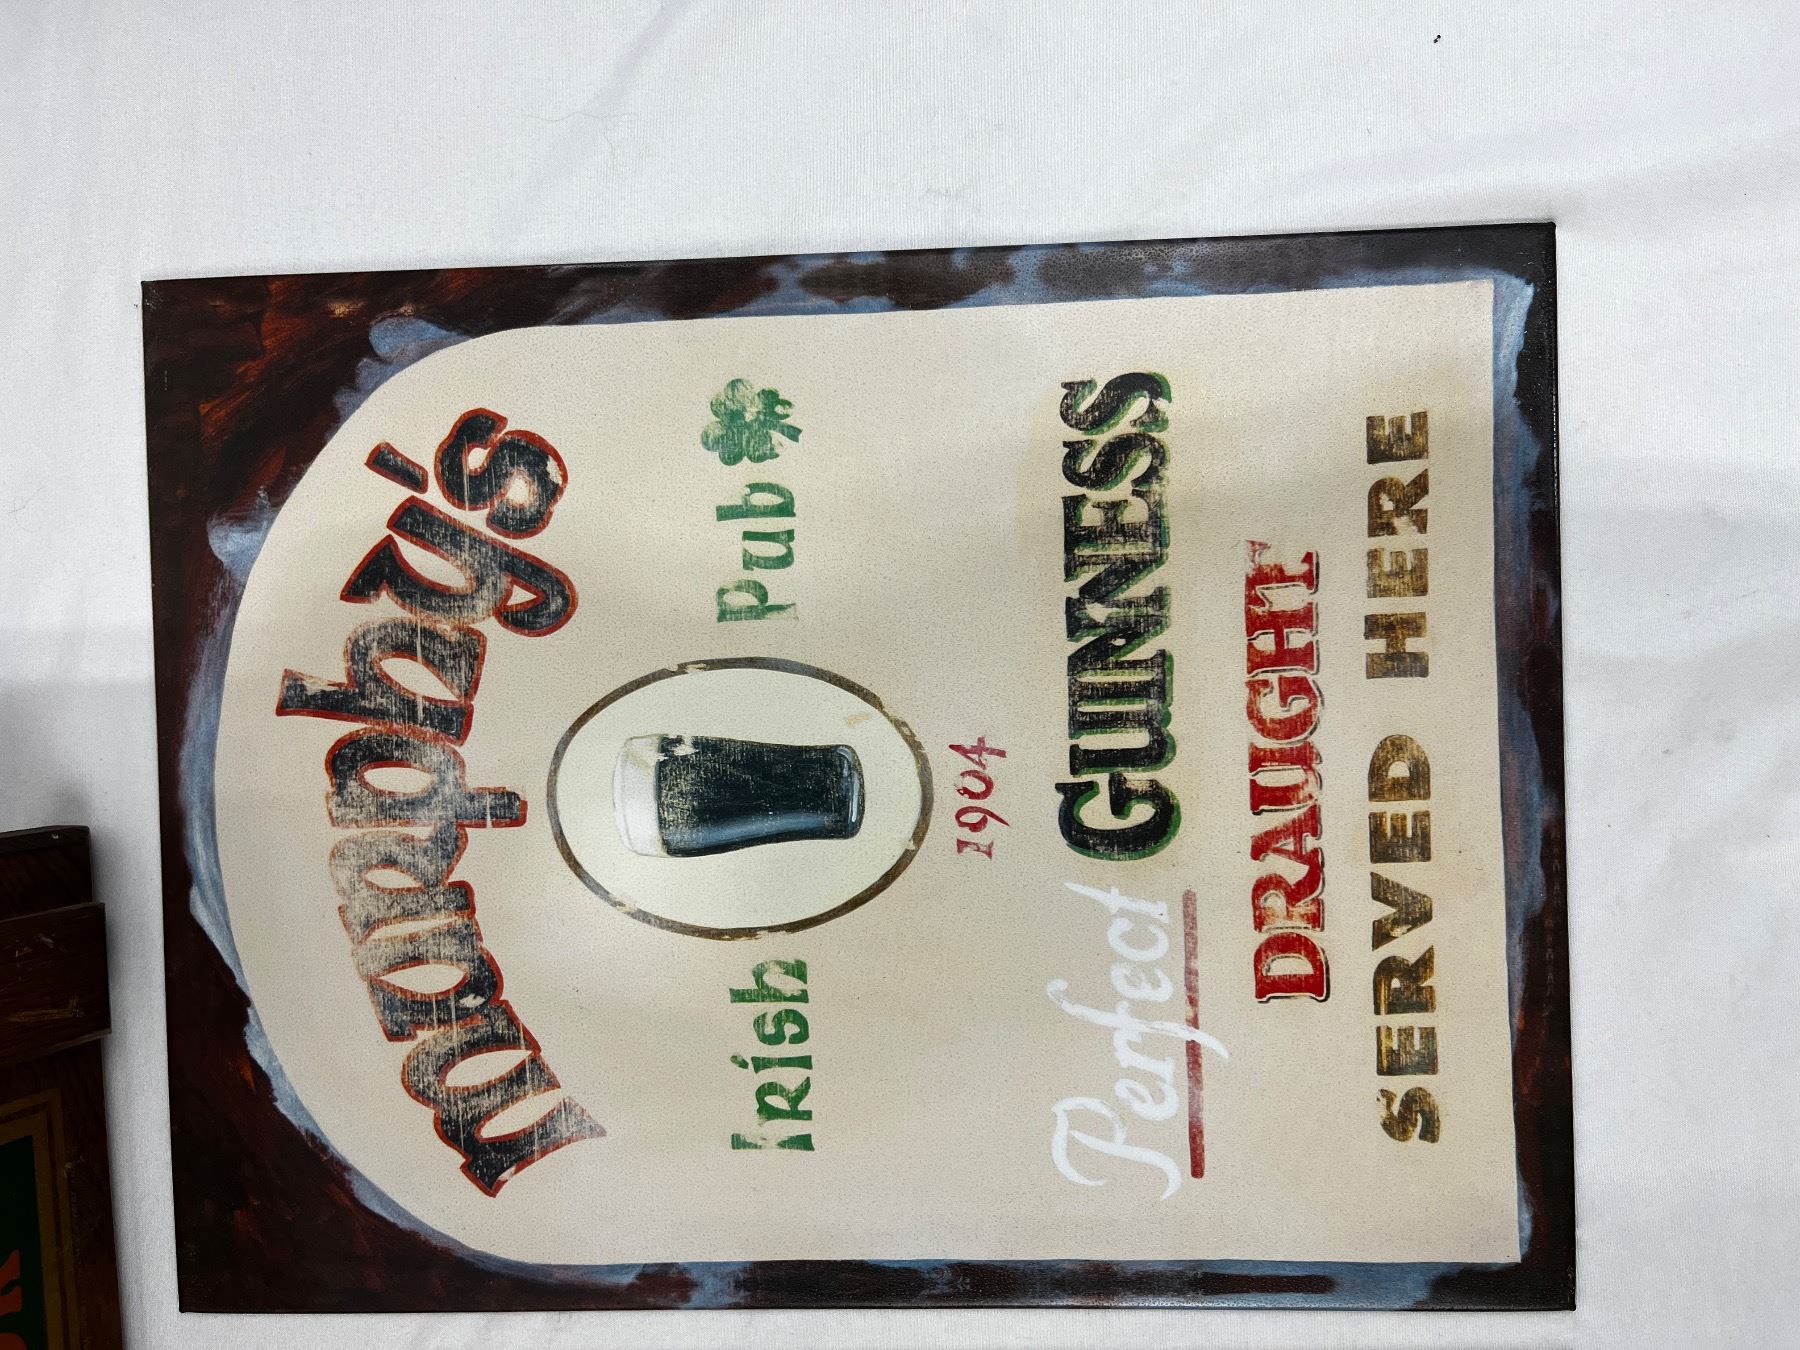 Murphy's
Irish Pub
1904
Perfect GUINNESS
DRAUGHT
SERVED HERE